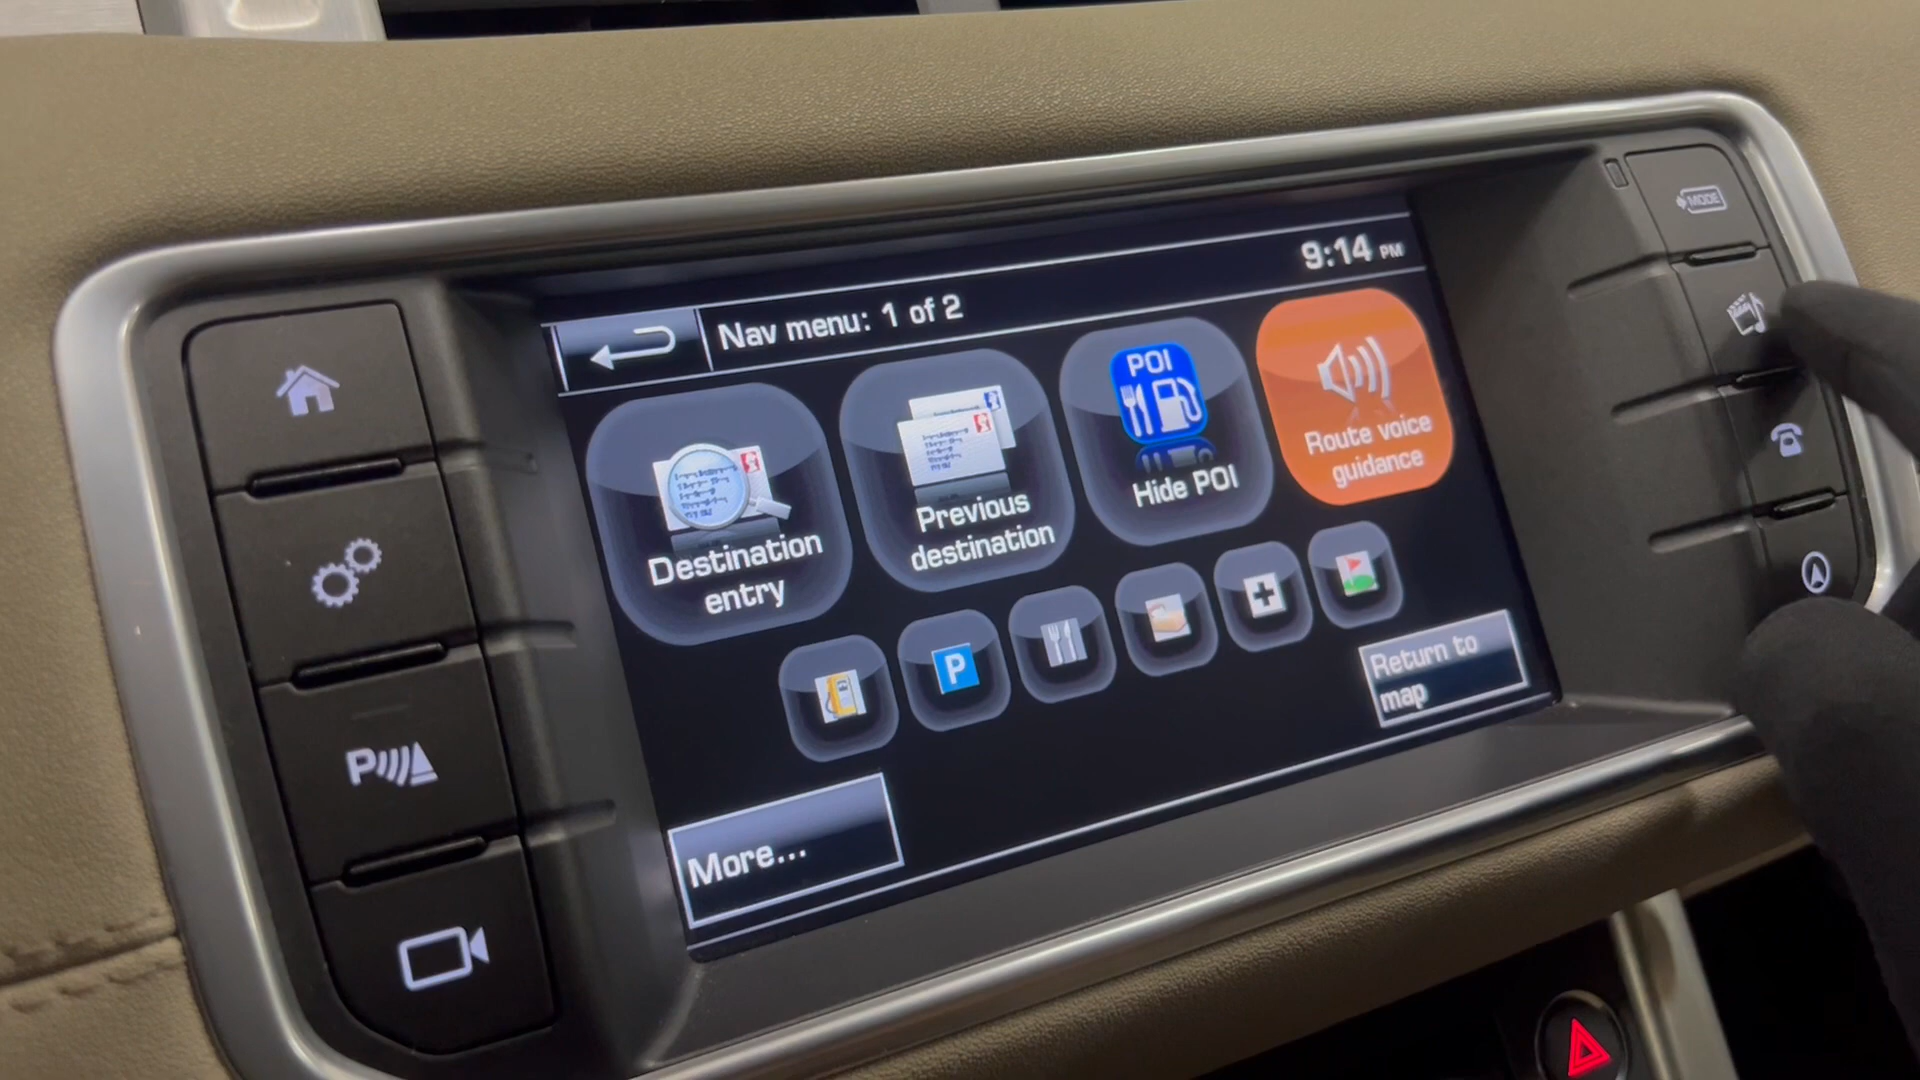 MODE
9:14 PM
Nav menu: 1 of 2
POI
Destination
entry
Previous
destination
Hide POI
Route voice
guidance
P
Return to
map
More...
P